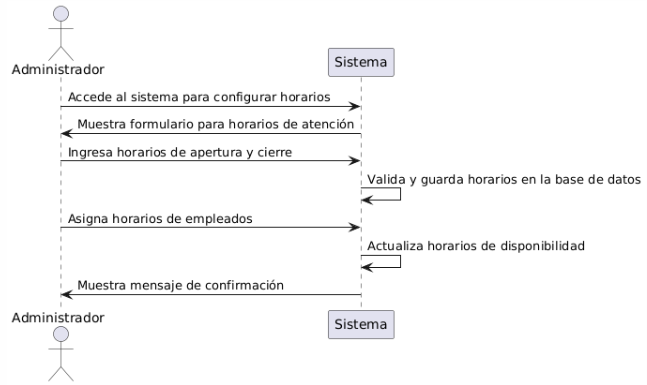 Administrador
Sistema
Accede al sistema para configurar horarios
Muestra formulario para horarios de atención
Ingresa horarios de apertura y cierre
Valida y guarda horarios en la base de datos
Asigna horarios de empleados
Actualiza horarios de disponibilidad
Muestra mensaje de confirmación
Administrador
Sistema